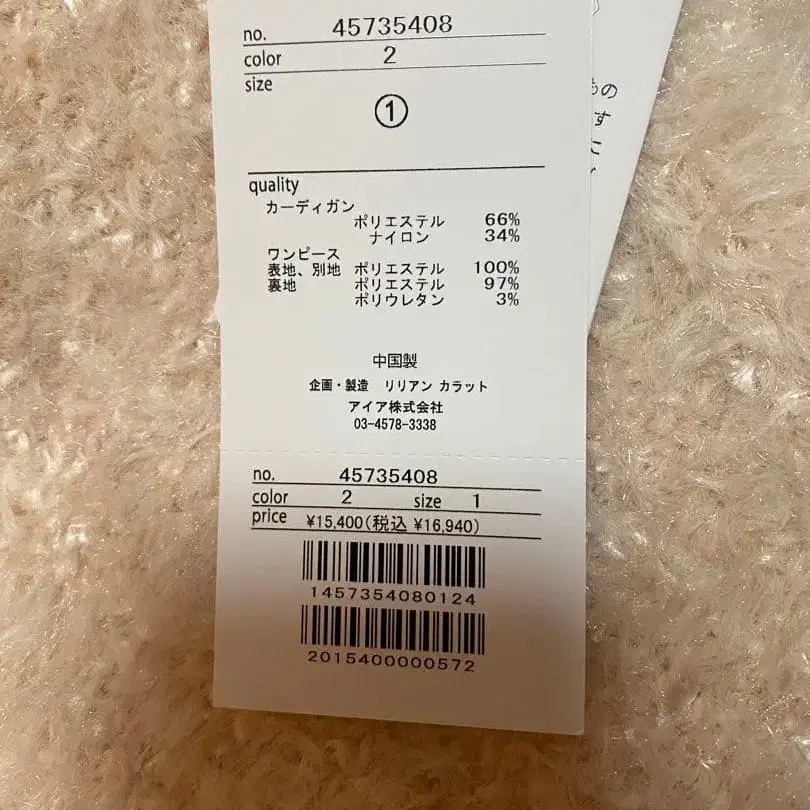 no. 45735408
color 2
size
①
quality
カーディガン
ポリエステル 66%
ナイロン 34%
ワンピース
表地、別地 ポリエステル 100%
裏地 ポリエステル 97%
ポリウレタン 3%
中国製
企画・製造 リリアン カラット
アイア株式会社
03-4578-3338
no. 45735408
color 2 size 1
price ¥15,400(税込 ¥16,940)
1457354080124
2015400000572
もの
す